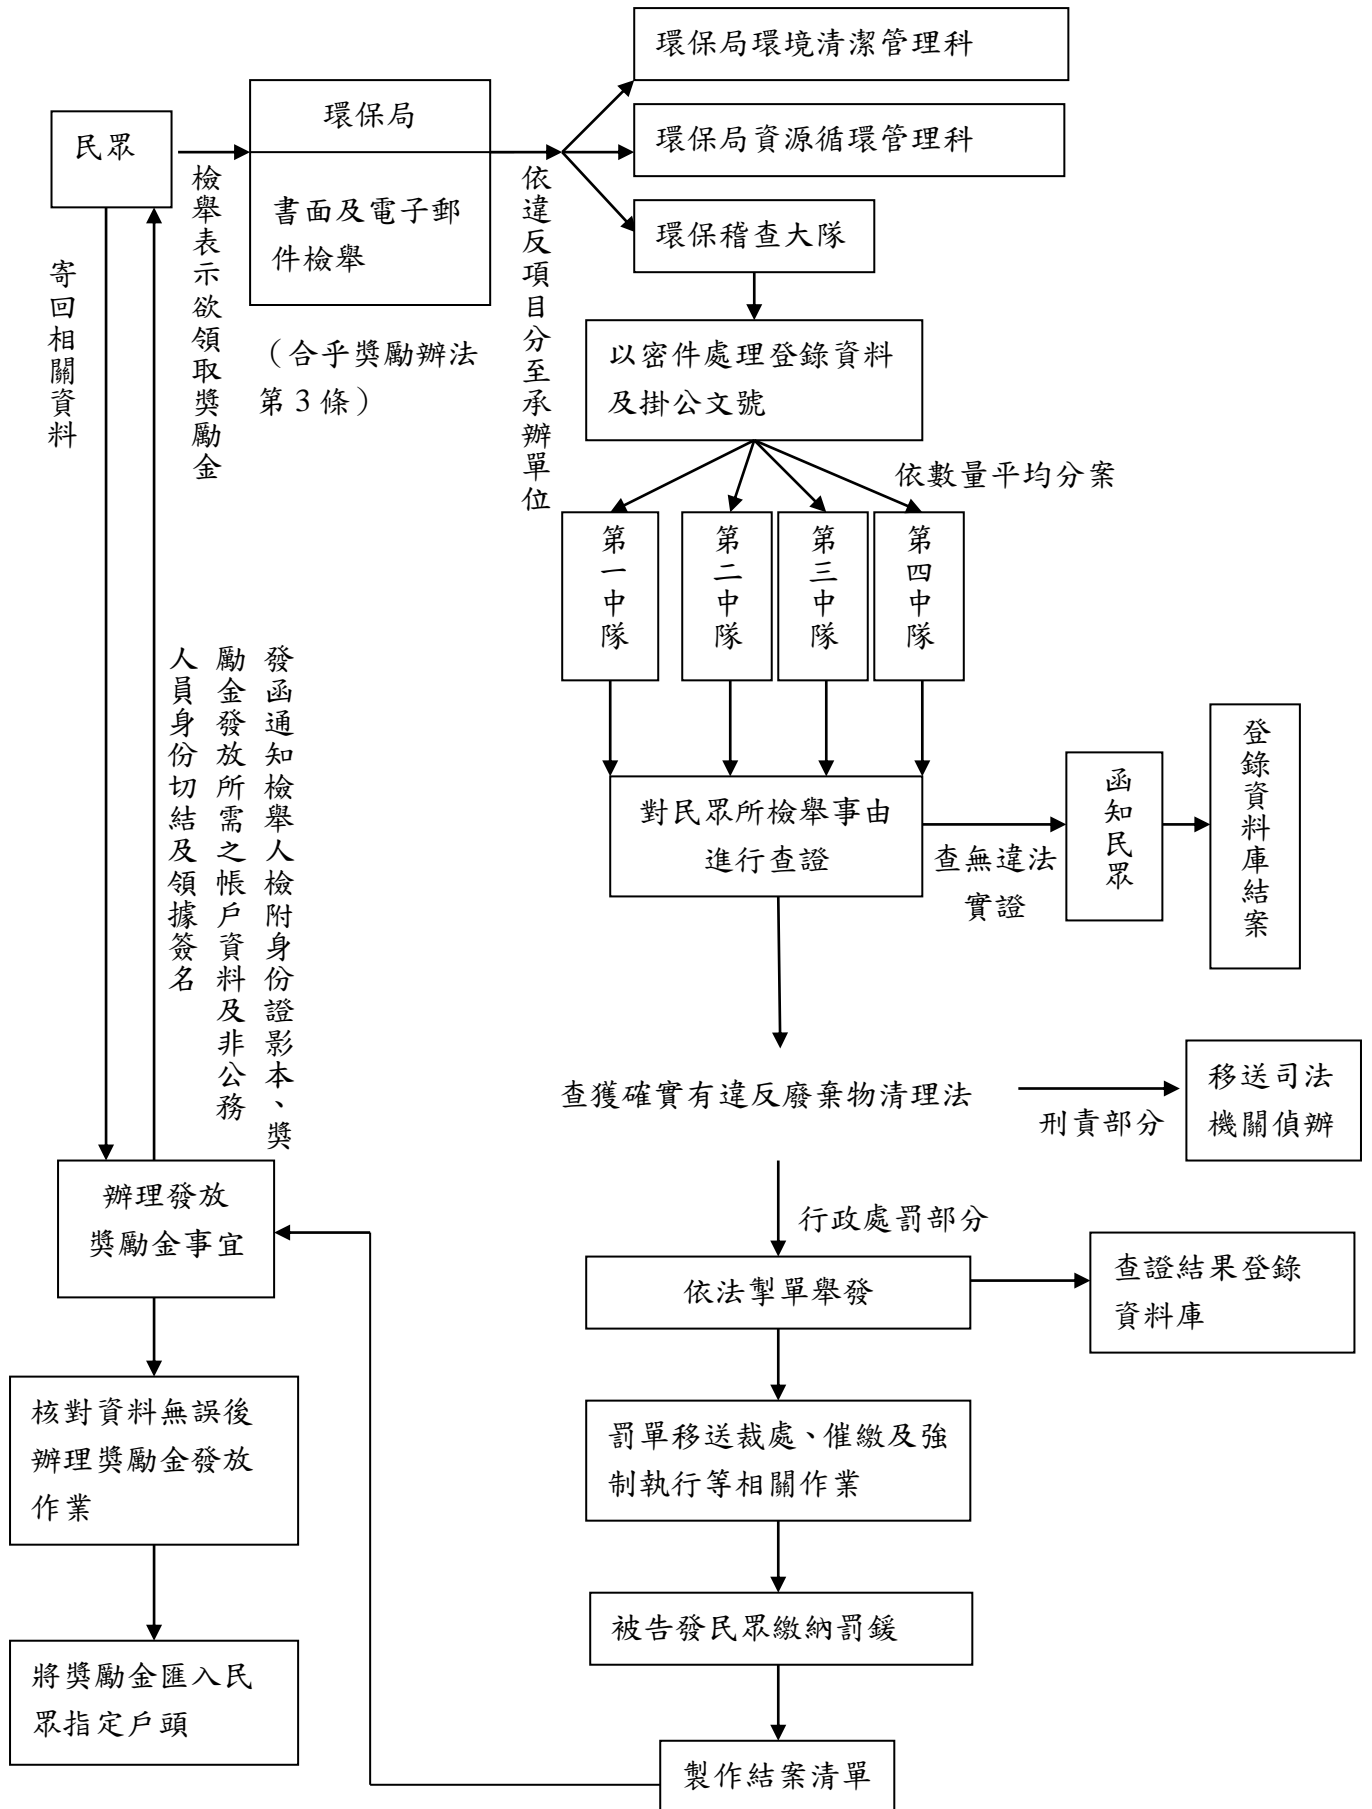 環保局環境清潔管理科
民眾
環保局
環保局資源循環管理科
檢舉表示欲領取獎勵金
書面及電子郵
件檢舉
依違反項目分至承辦單位
環保稽查大隊
寄回相關資料
（合乎獎勵辦法
第3條）
以密件處理登錄資料
及掛公文號
依數量平均分案
第一中隊
第二中隊
第三中隊
第四中隊
發函通知檢舉人檢附身份證影本、獎
勵金發放所需之帳戶資料及非公務
人員身份切結及領據簽名
對民眾所檢舉事由
進行查證
查無違法
實證
函知民眾
登錄資料庫結案
查獲確實有違反廢棄物清理法
刑責部分
移送司法
機關偵辦
辦理發放
獎勵金事宜
行政處罰部分
依法掣單舉發
查證結果登錄
資料庫
核對資料無誤後
辦理獎勵金發放
作業
罰單移送裁處、催繳及強
制執行等相關作業
被告發民眾繳納罰鍰
將獎勵金匯入民
眾指定戶頭
製作結案清單